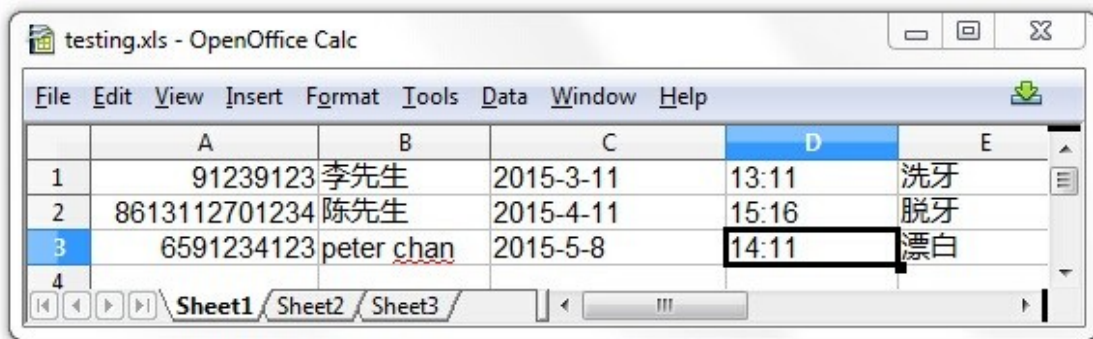 testing.xls - OpenOffice Calc
File Edit View Insert Format Tools Data Window Help
A B C D E
1 91239123 李先生 2015-3-11 13:11 洗牙
2 8613112701234 陈先生 2015-4-11 15:16 脱牙
3 6591234123 peter chan 2015-5-8 14:11 漂白
4
Sheet1 Sheet2 Sheet3